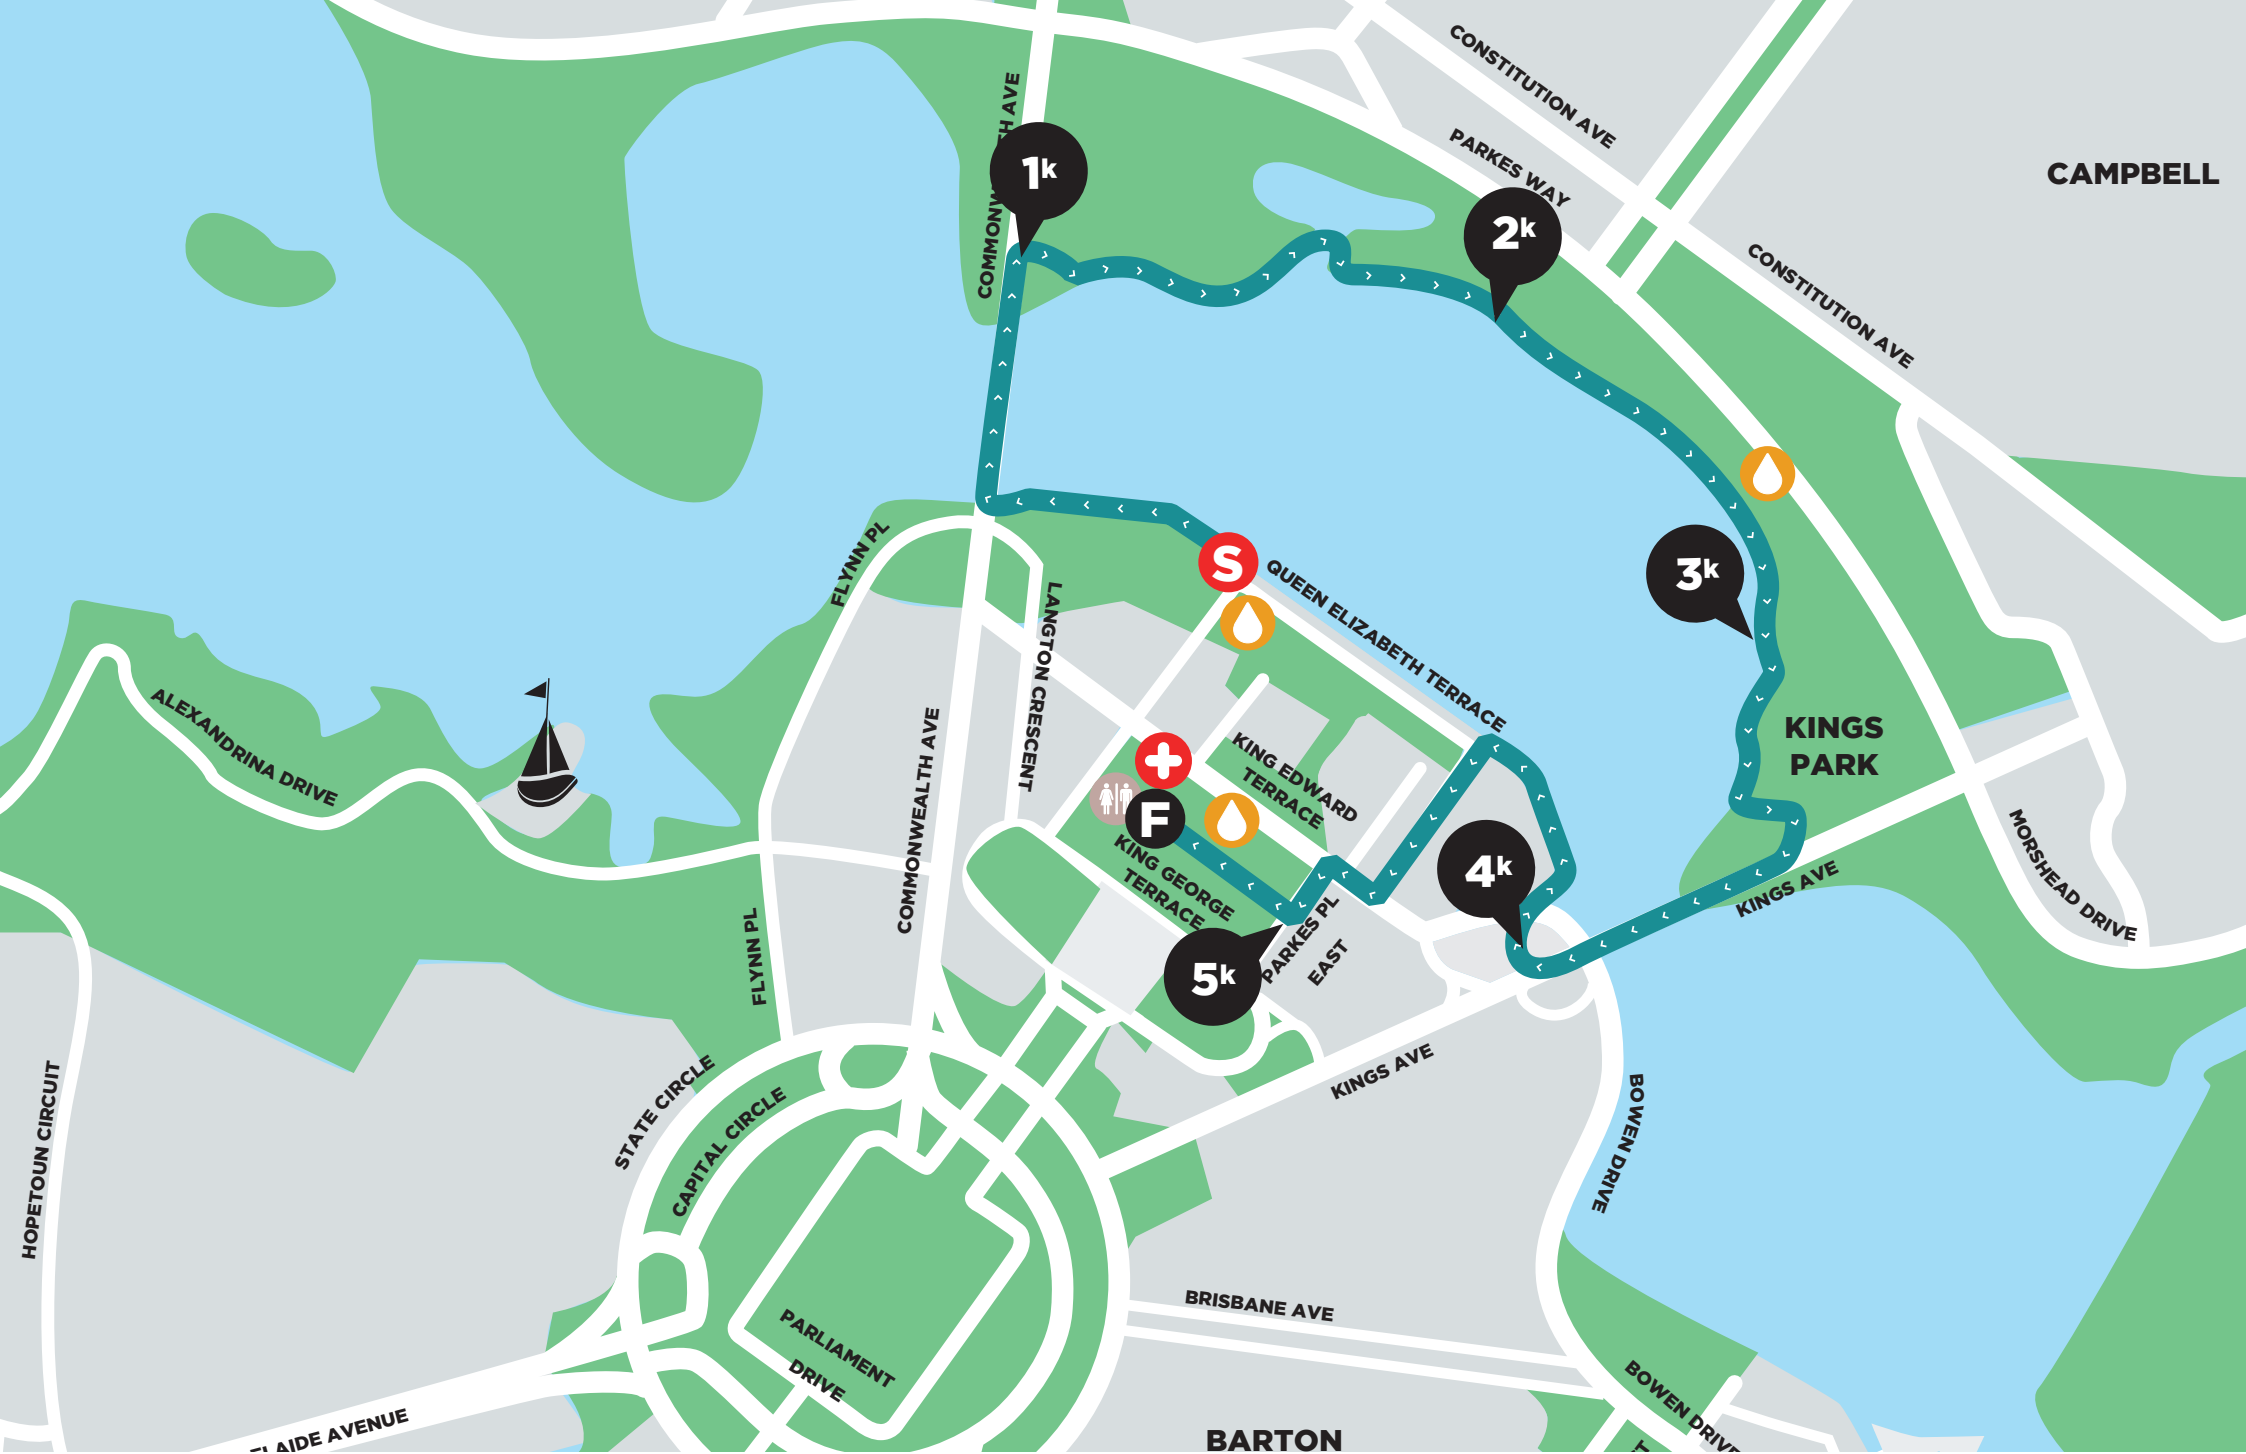 CONSTITUTION AVE
PARKES WAY
CAMPBELL
1k
2k
CONSTITUTION AVE
QUEEN ELIZABETH TERRACE
S
3k
FLYNN PL
LANGTON CRESCENT
ALEXANDRINA DRIVE
COMMONWEALTH AVE
KINGS
PARK
KING EDWARD
TERRACE
F
KING GEORGE
TERRACE
4k
KINGS AVE
MORSHEAD DRIVE
FLYNN PL
5k
PARKES PL
EAST
KINGS AVE
HOPETOUN CIRCUIT
STATE CIRCLE
CAPITAL CIRCLE
BOWEN DRIVE
BRISBANE AVE
PARLIAMENT
DRIVE
BOWEN DRIVE
LAIDE AVENUE
BARTON